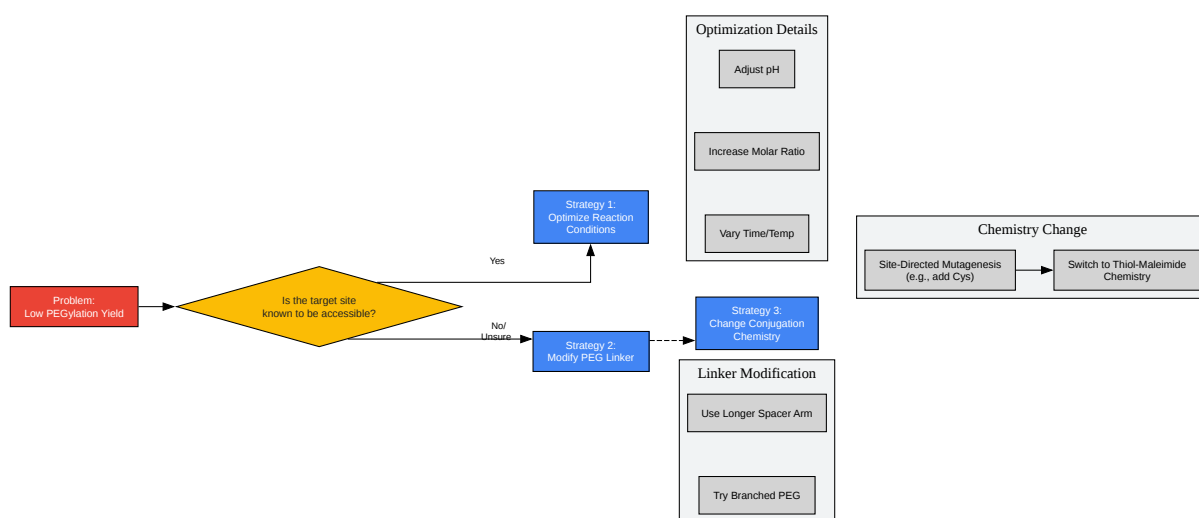 Problem:
Low PEGylation Yield
Is the target site
known to be accessible?
Yes
No/
Unsure
Strategy 1:
Optimize Reaction
Conditions
Strategy 2:
Modify PEG Linker
Strategy 3:
Change Conjugation
Chemistry
Optimization Details
Adjust pH
Increase Molar Ratio
Vary Time/Temp
Linker Modification
Use Longer Spacer Arm
Try Branched PEG
Chemistry Change
Site-Directed Mutagenesis
(e.g., add Cys)
Switch to Thiol-Maleimide
Chemistry